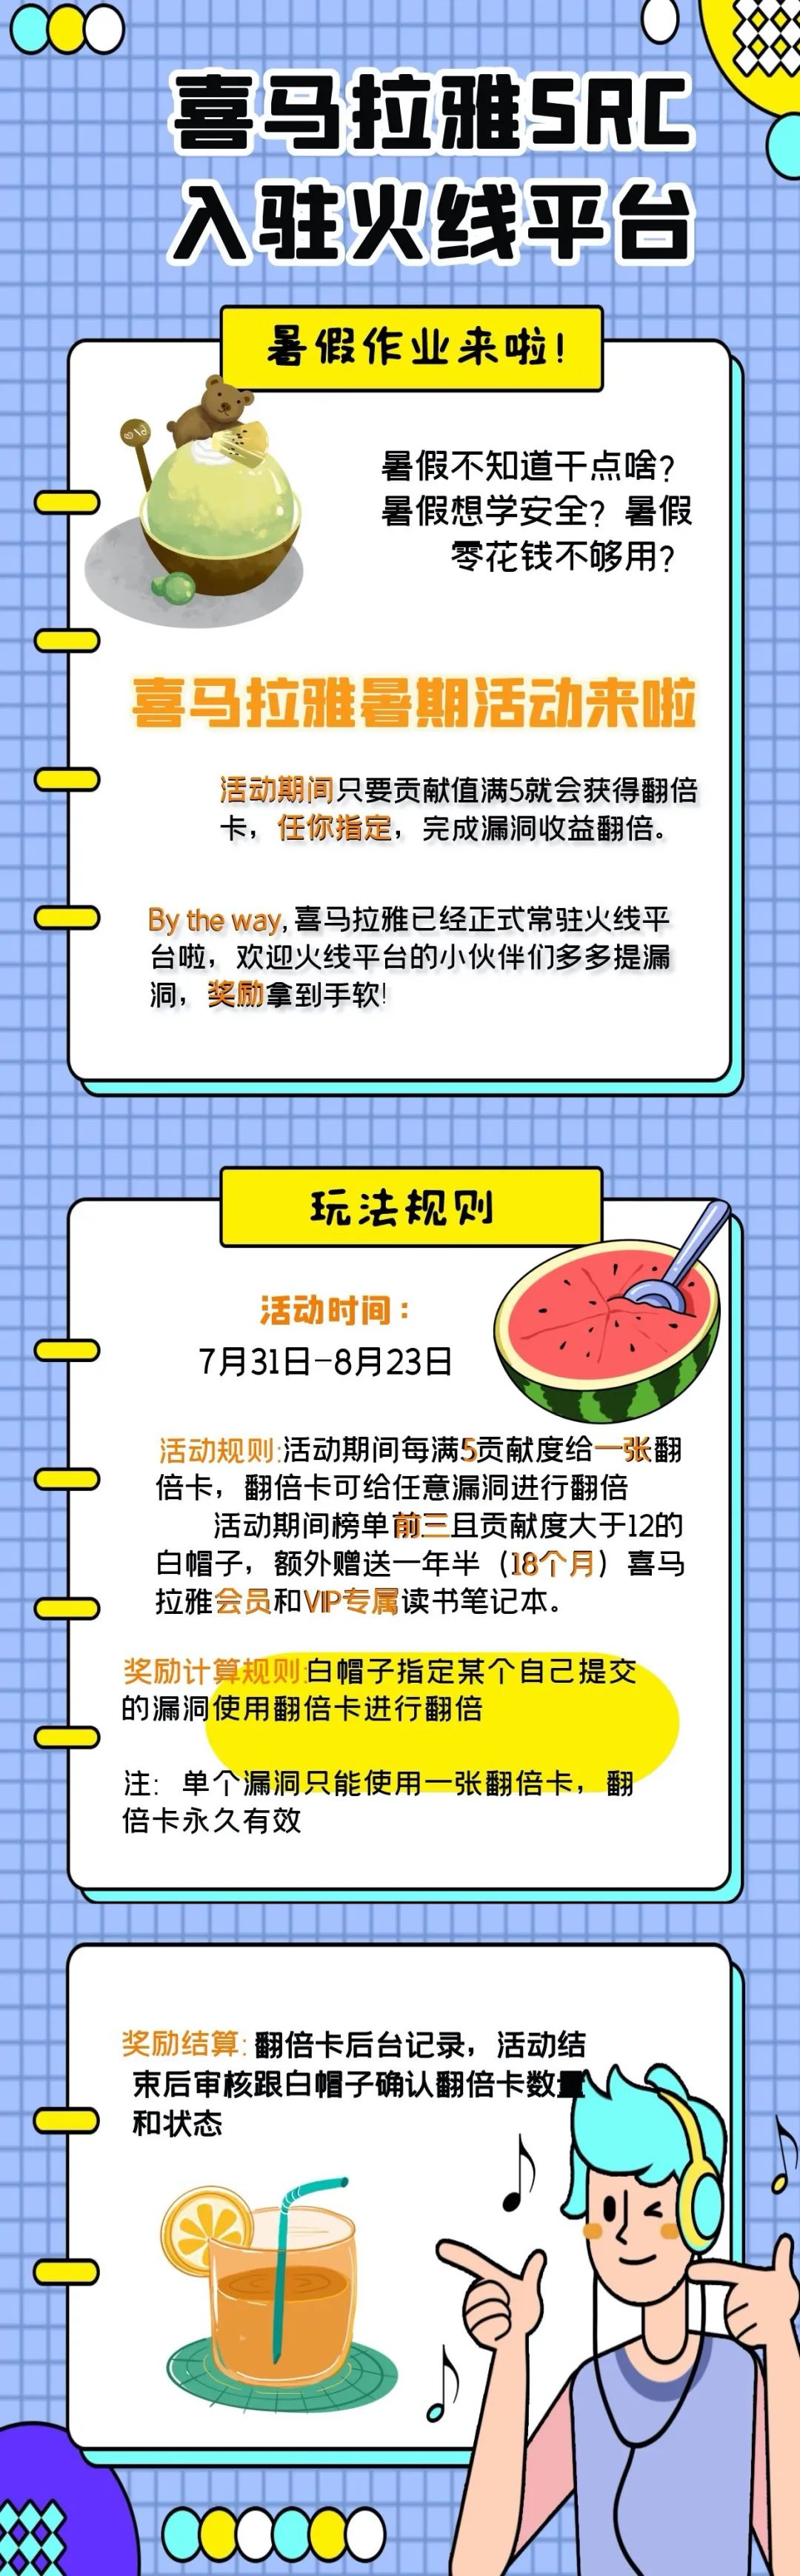 喜马拉雅SRC
入驻火线平台
暑假作业来啦！
暑假不知道干点啥？
暑假想学安全？暑假
零花钱不够用？
喜马拉雅暑期活动来啦
活动期间只要贡献值满5就会获得翻倍
卡，任你指定，完成漏洞收益翻倍。
By the way,喜马拉雅已经正式常驻火线平
台啦，欢迎火线平台的小伙伴们多多提漏
洞，奖励拿到手软!
玩法规则
活动时间：
7月31日-8月23日
活动规则:活动期间每满5贡献度给一张翻
倍卡，翻倍卡可给任意漏洞进行翻倍
活动期间榜单前三且贡献度大于12的
白帽子，额外赠送一年半（18个月）喜马
拉雅会员和VIP专属读书笔记本。
奖励计算规则:白帽子指定某个自己提交
的漏洞使用翻倍卡进行翻倍
注：单个漏洞只能使用一张翻倍卡，翻
倍卡永久有效
奖励结算：翻倍卡后台记录，活动结
束后审核跟白帽子确认翻倍卡数量
和状态